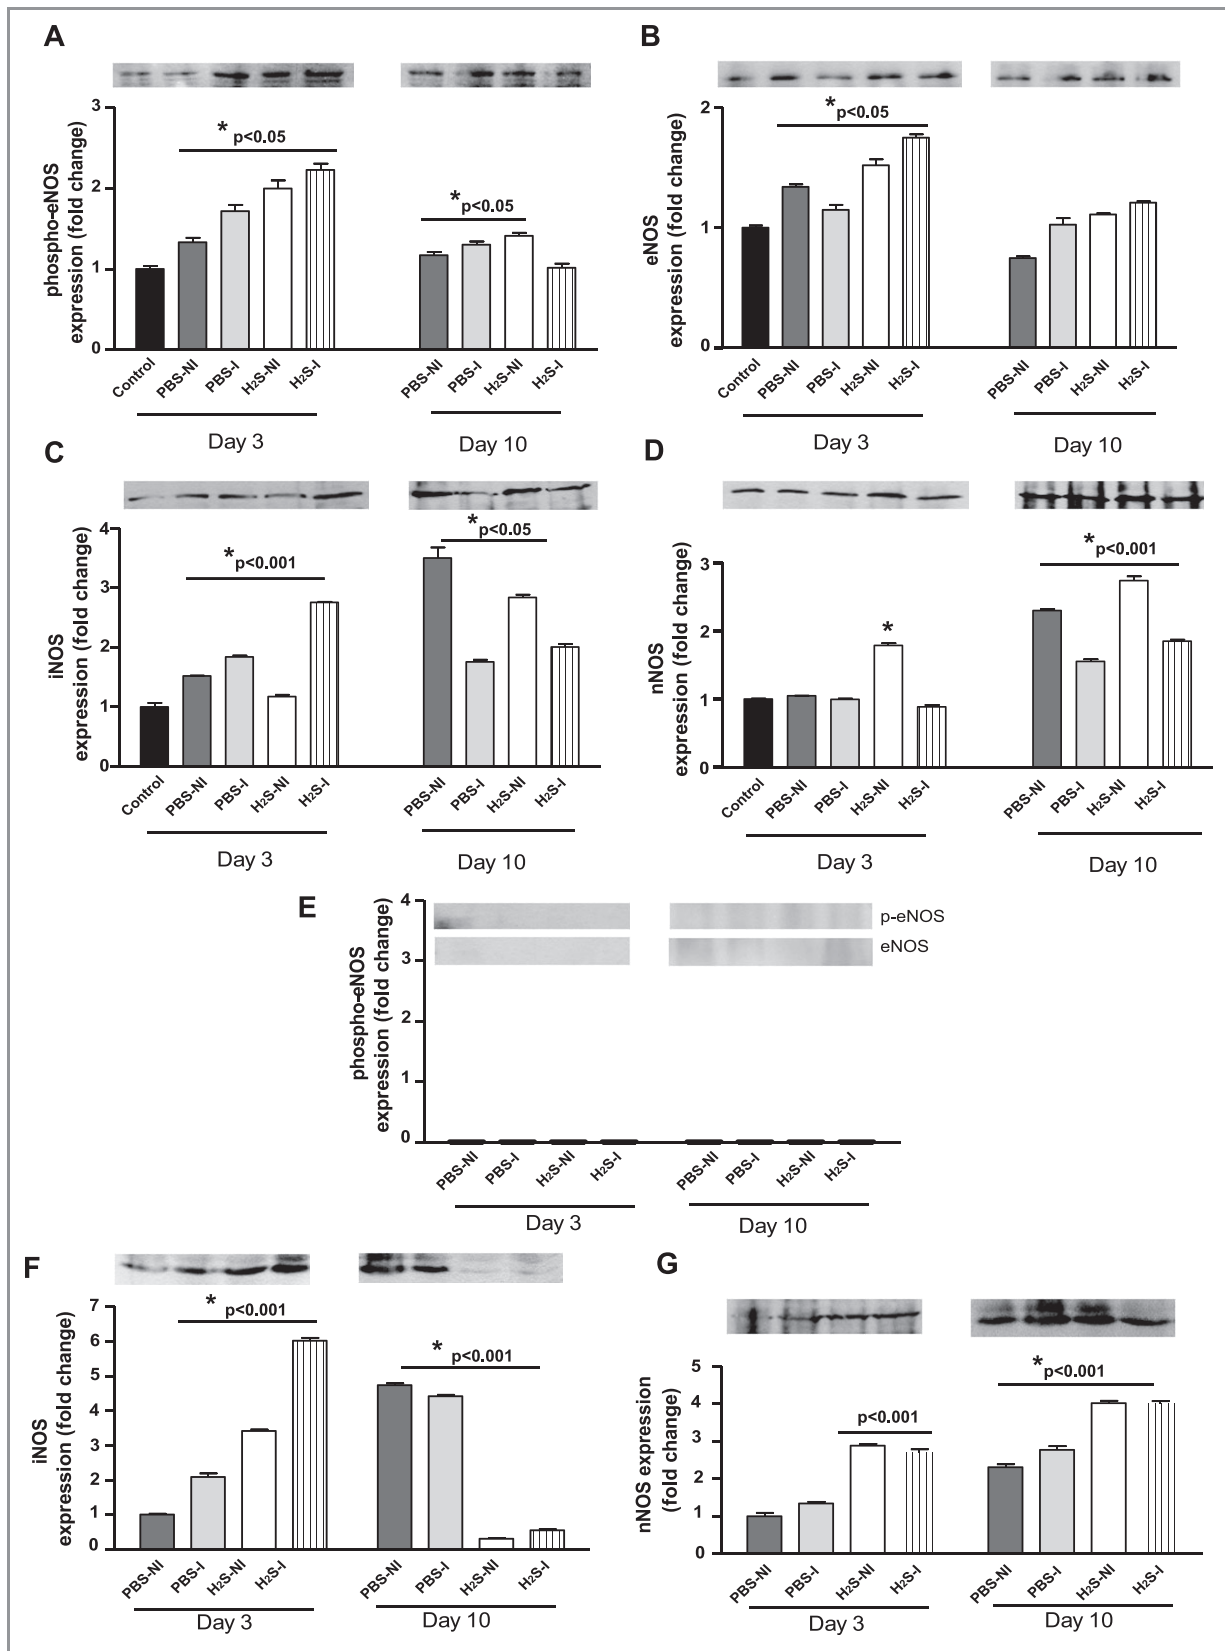 A
phospho-eNOS
expression (fold change)
3
2
1
0
* p<0.05
* p<0.05
Control
PBS-NI
PBS-I
H₂S-NI
H₂S-I
PBS-NI
PBS-I
H₂S-NI
H₂S-I
Day 3
Day 10
B
eNOS
expression (fold change)
2
1
0
* p<0.05
Control
PBS-NI
PBS-I
H₂S-NI
H₂S-I
PBS-NI
PBS-I
H₂S-NI
H₂S-I
Day 3
Day 10
C
iNOS
expression (fold change)
4
3
2
1
0
* p<0.001
* p<0.05
Control
PBS-NI
PBS-I
H₂S-NI
H₂S-I
PBS-NI
PBS-I
H₂S-NI
H₂S-I
Day 3
Day 10
D
nNOS
expression (fold change)
3
2
1
0
*
* p<0.001
Control
PBS-NI
PBS-I
H₂S-NI
H₂S-I
PBS-NI
PBS-I
H₂S-NI
H₂S-I
Day 3
Day 10
E
phospho-eNOS
expression (fold change)
4
3
2
1
0
p-eNOS
eNOS
PBS-NI
PBS-I
H₂S-NI
H₂S-I
PBS-NI
PBS-I
H₂S-NI
H₂S-I
Day 3
Day 10
F
iNOS
expression (fold change)
7
6
5
4
3
2
1
0
* p<0.001
* p<0.001
PBS-NI
PBS-I
H₂S-NI
H₂S-I
PBS-NI
PBS-I
H₂S-NI
H₂S-I
Day 3
Day 10
G
nNOS expression
(fold change)
5
4
3
2
1
0
p<0.001
* p<0.001
PBS-NI
PBS-I
H₂S-NI
H₂S-I
PBS-NI
PBS-I
H₂S-NI
H₂S-I
Day 3
Day 10